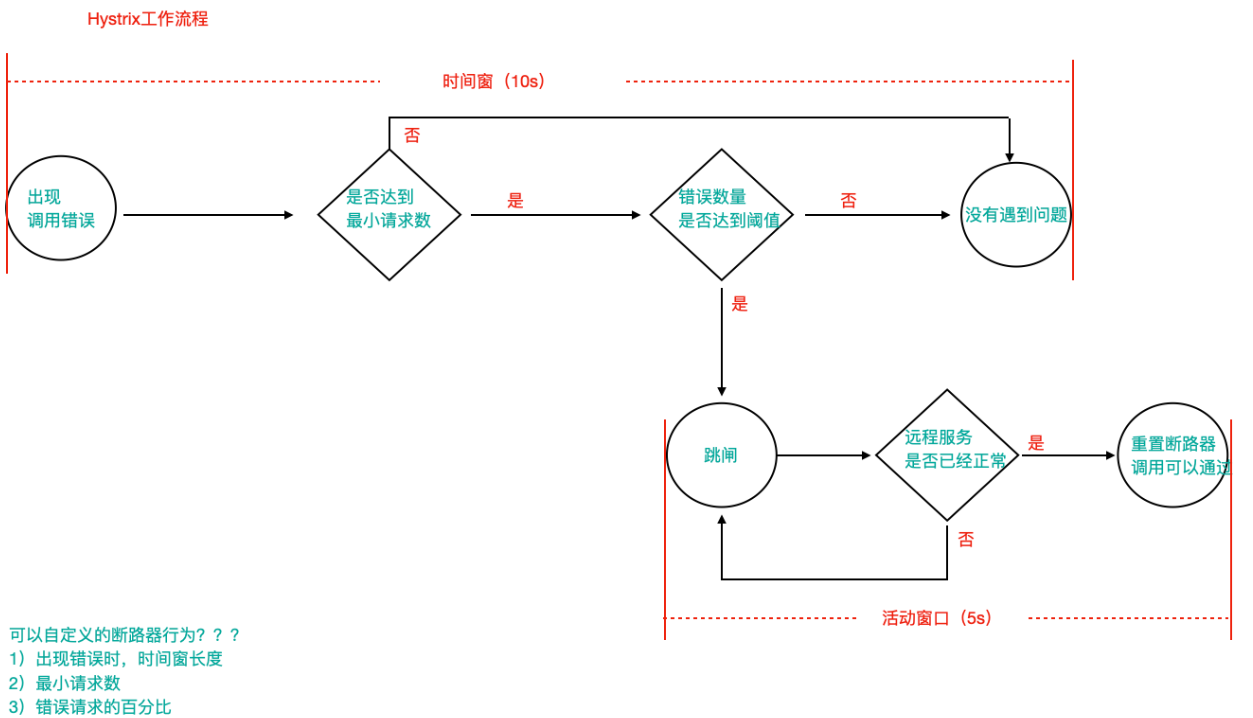 Hystrix工作流程
时间窗（10s）
否
出现
调用错误
是否达到
最小请求数
是
错误数量
是否达到阈值
否
没有遇到问题
是
跳闸
远程服务
是否已经正常
是
重置断路器
调用可以通过
否
活动窗口（5s）
可以自定义的断路器行为？？？
1）出现错误时，时间窗长度
2）最小请求数
3）错误请求的百分比